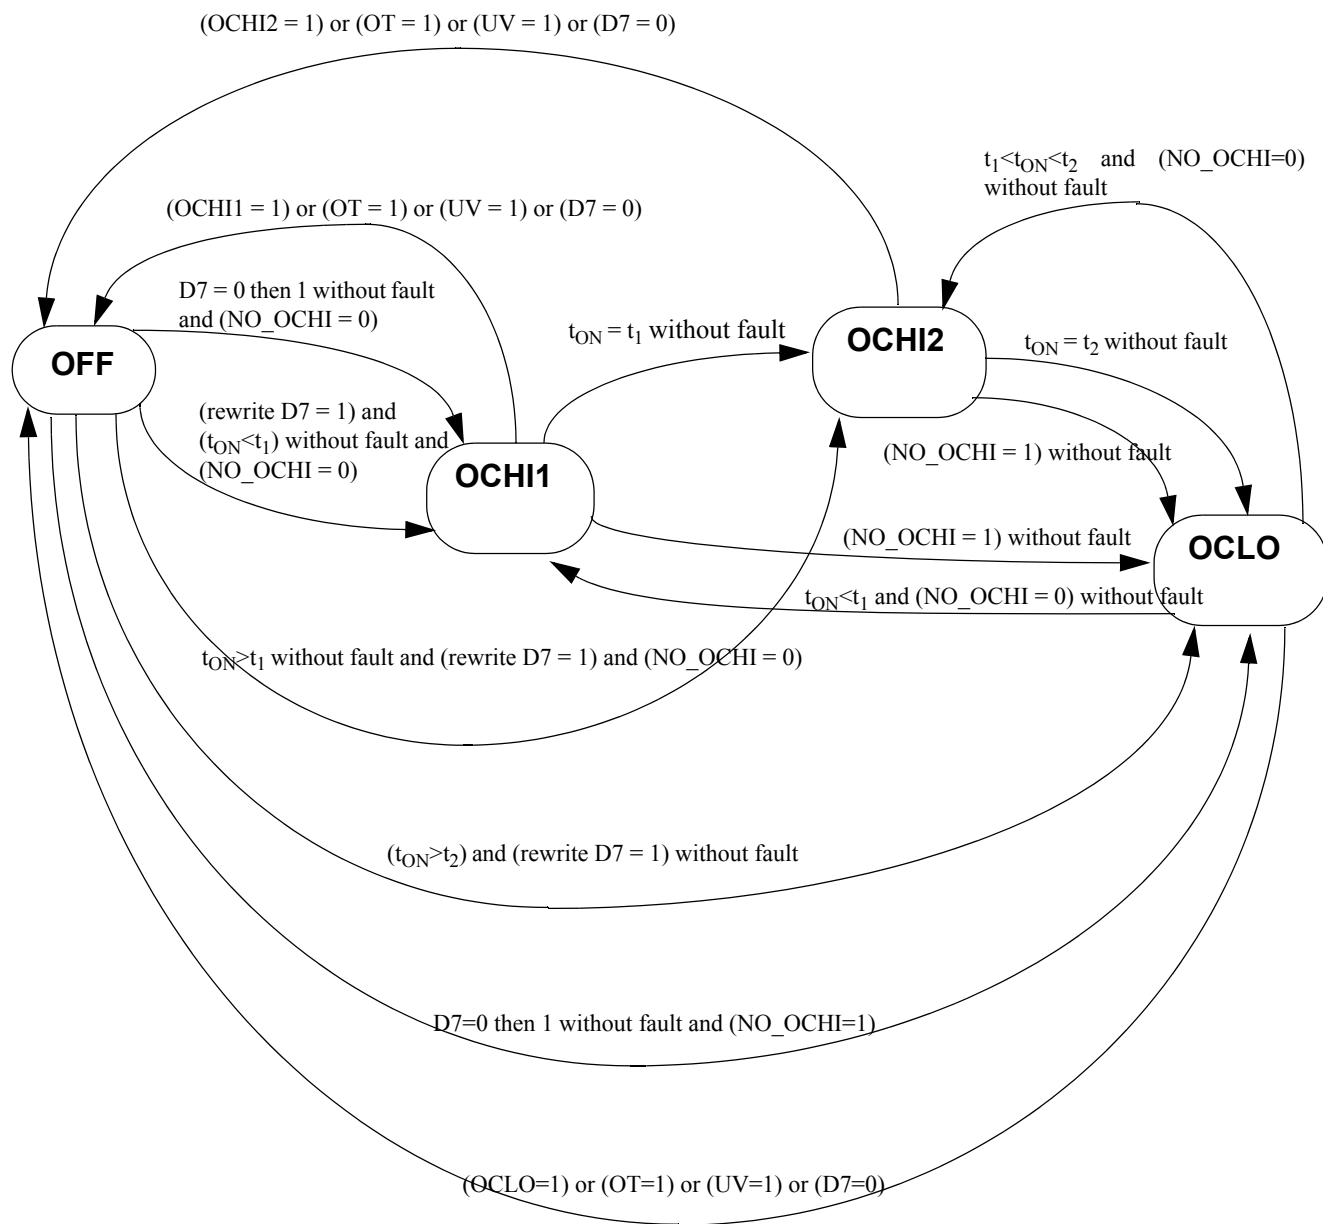 (OCHI2 = 1) or (OT = 1) or (UV = 1) or (D7 = 0)
t1<tON<t2 and (NO_OCHI=0)
without fault
(OCHI1 = 1) or (OT = 1) or (UV = 1) or (D7 = 0)
D7 = 0 then 1 without fault
and (NO_OCHI = 0)
tON = t1 without fault
OCHI2
tON = t2 without fault
OFF
(rewrite D7 = 1) and
(tON<t1) without fault and
(NO_OCHI = 0)
(NO_OCHI = 1) without fault
OCHI1
(NO_OCHI = 1) without fault
OCLO
tON<t1 and (NO_OCHI = 0) without fault
tON>t1 without fault and (rewrite D7 = 1) and (NO_OCHI = 0)
(tON>t2) and (rewrite D7 = 1) without fault
D7=0 then 1 without fault and (NO_OCHI=1)
(OCLO=1) or (OT=1) or (UV=1) or (D7=0)